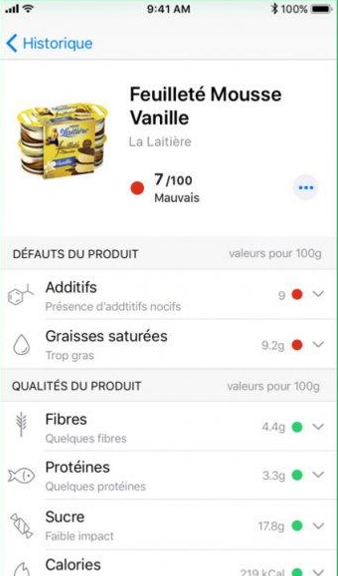 9:41 AM
100%
Historique
Feuilleté Mousse
Vanille
La Laitière
7/100
Mauvais
DÉFAUTS DU PRODUIT
valeurs pour 100g
Additifs
9
Présence d'addtitifs nocifs
Graisses saturées
9.2g
Trop gras
QUALITÉS DU PRODUIT
valeurs pour 100g
Fibres
4.4g
Quelques fibres
Protéines
3.3g
Quelques protéines
Sucre
17.8g
Faible impact
Calories
219 kCal